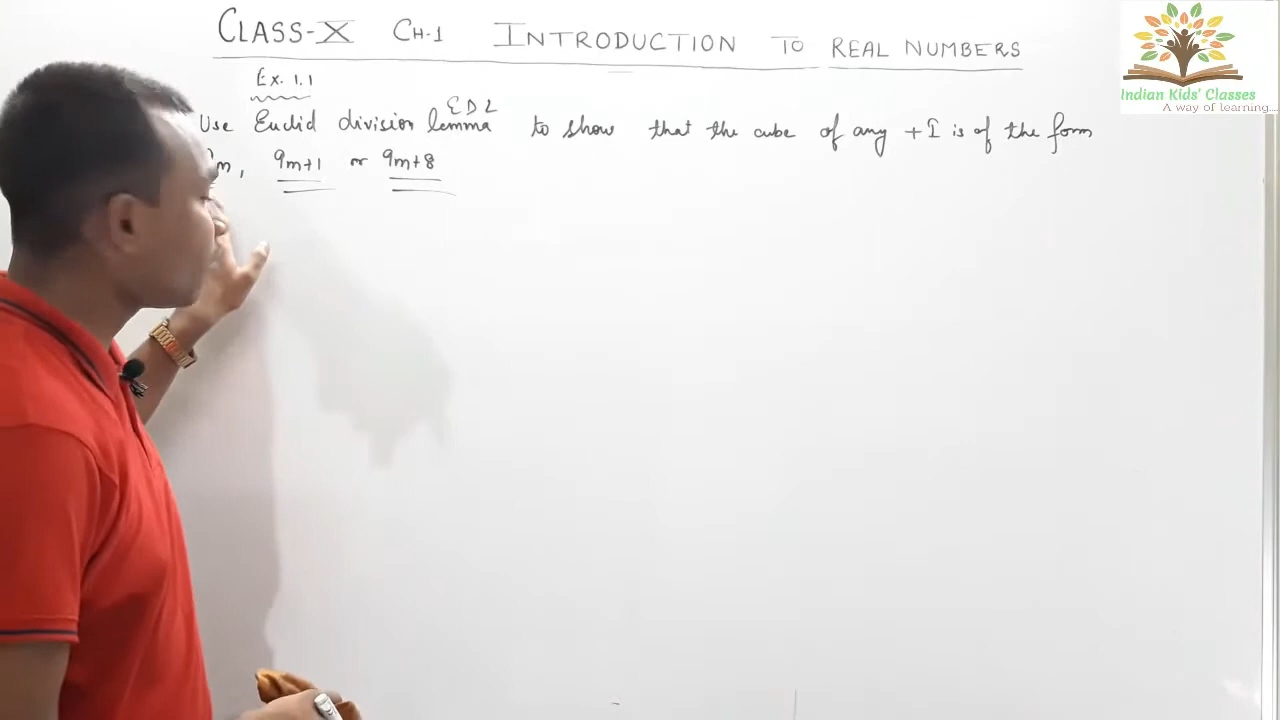 CLASS-X CH-1 INTRODUCTION TO REAL NUMBERS
Ex. 1.1
EDL
Use Euclid division lemma to show that the cube of any +I is of the form
m, 9m+1 or 9m+8
Indian Kids' Classes
A way of learning...